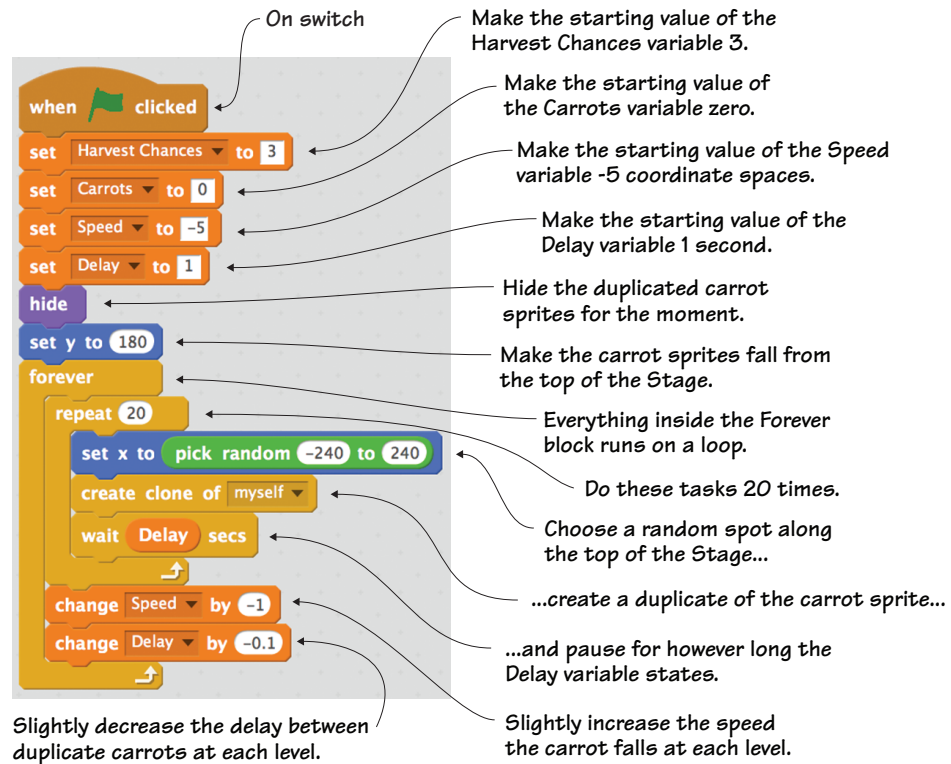 On switch
Make the starting value of the
Harvest Chances variable 3.
when clicked
Make the starting value of
the Carrots variable zero.
set Harvest Chances to 3
Make the starting value of the Speed
variable -5 coordinate spaces.
set Carrots to 0
set Speed to -5
Make the starting value of the
Delay variable 1 second.
set Delay to 1
hide
Hide the duplicated carrot
sprites for the moment.
set y to 180
Make the carrot sprites fall from
the top of the Stage.
forever
Everything inside the Forever
block runs on a loop.
repeat 20
Do these tasks 20 times.
set x to pick random -240 to 240
Choose a random spot along
the top of the Stage...
create clone of myself
...create a duplicate of the carrot sprite...
wait Delay secs
...and pause for however long the
Delay variable states.
change Speed by -1
Slightly increase the speed
the carrot falls at each level.
change Delay by -0.1
Slightly decrease the delay between
duplicate carrots at each level.